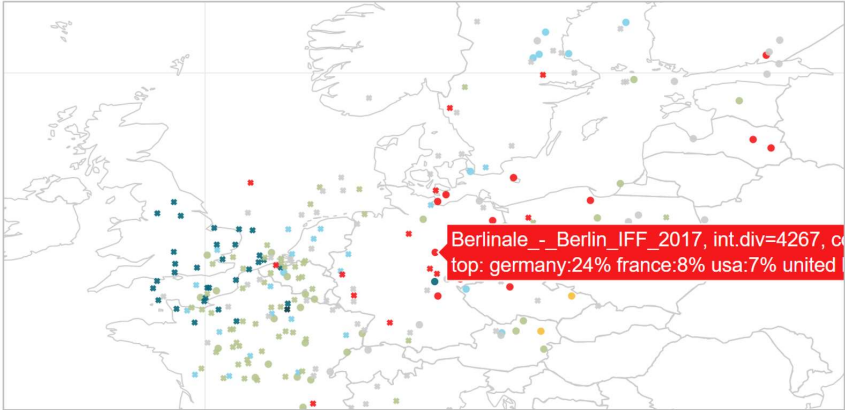 Berlinale_-_Berlin_IFF_2017, int.div=4267, c
top: germany:24% france:8% usa:7% united